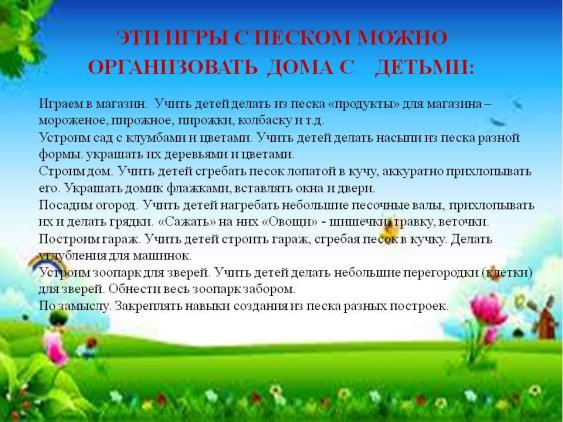 ЭТИ ИГРЫ С ПЕСКОМ МОЖНО
ОРГАНИЗОВАТЬ ДОМА С ДЕТЬМИ:
Играем в магазин. Учить детей делать из песка «продукты» для магазина –
мороженое, пирожное, пирожки, колбаску и т.д.
Устроим сад с клумбами и цветами. Учить детей делать насыпи из песка разной
формы. украшать их деревьями и цветами.
Строим дом. Учить детей сгребать песок лопатой в кучу, аккуратно прихлопывать
его. Украшать домик флажками, вставлять окна и двери.
Посадим огород. Учить детей нагребать небольшие песочные валы, прихлопывать
их и делать грядки. «Сажать» на них «Овощи» - шишечки, травку, веточки.
Построим гараж. Учить детей строить гараж, сгребая песок в кучку. Делать
углубления для машинок.
Устроим зоопарк для зверей. Учить детей делать небольшие перегородки (клетки)
для зверей. Обнести весь зоопарк забором.
По замыслу. Закреплять навыки создания из песка разных построек.